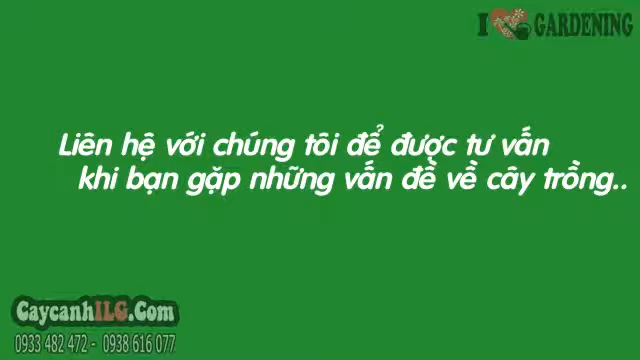 I GARDENING
Liên hệ với chúng tôi để được tư vấn
khi bạn gặp những vấn đề về cây trồng..
CaycanhILG.Com
0933 482 472 - 0938 616 077